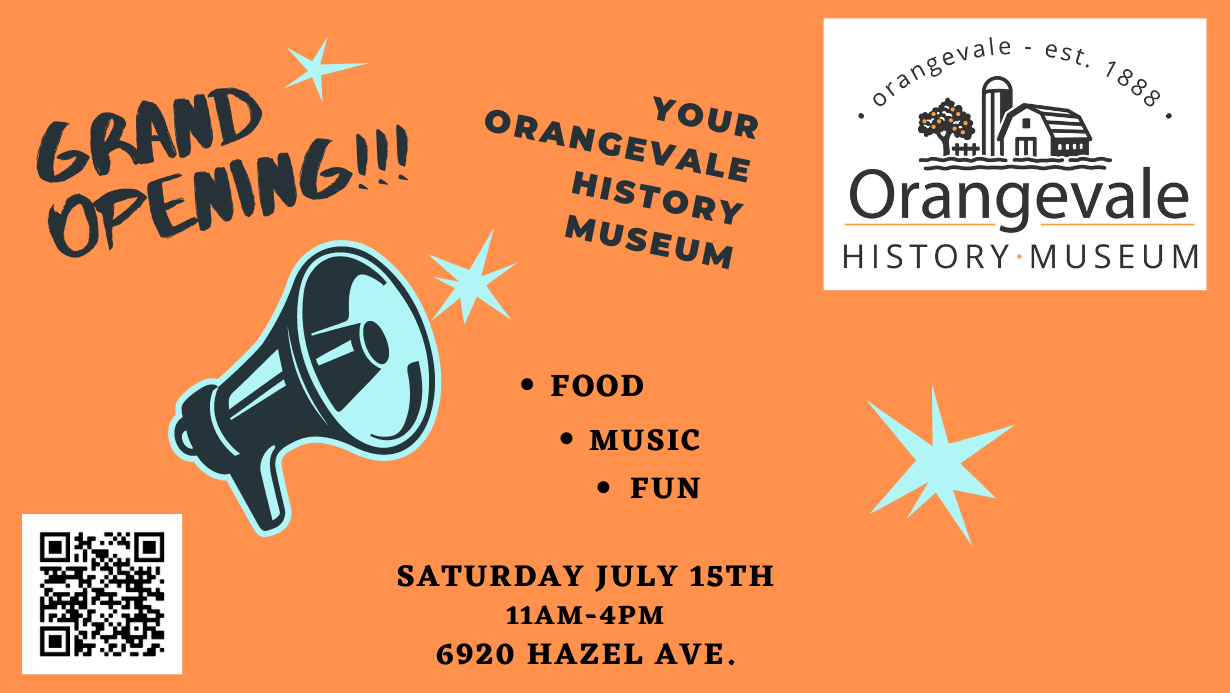 GRAND
OPENING!!!
YOUR
ORANGEVALE
HISTORY
MUSEUM
orangevale - est. 1888
Orangevale
HISTORY·MUSEUM
• FOOD
• MUSIC
• FUN
SATURDAY JULY 15TH
11AM-4PM
6920 HAZEL AVE.